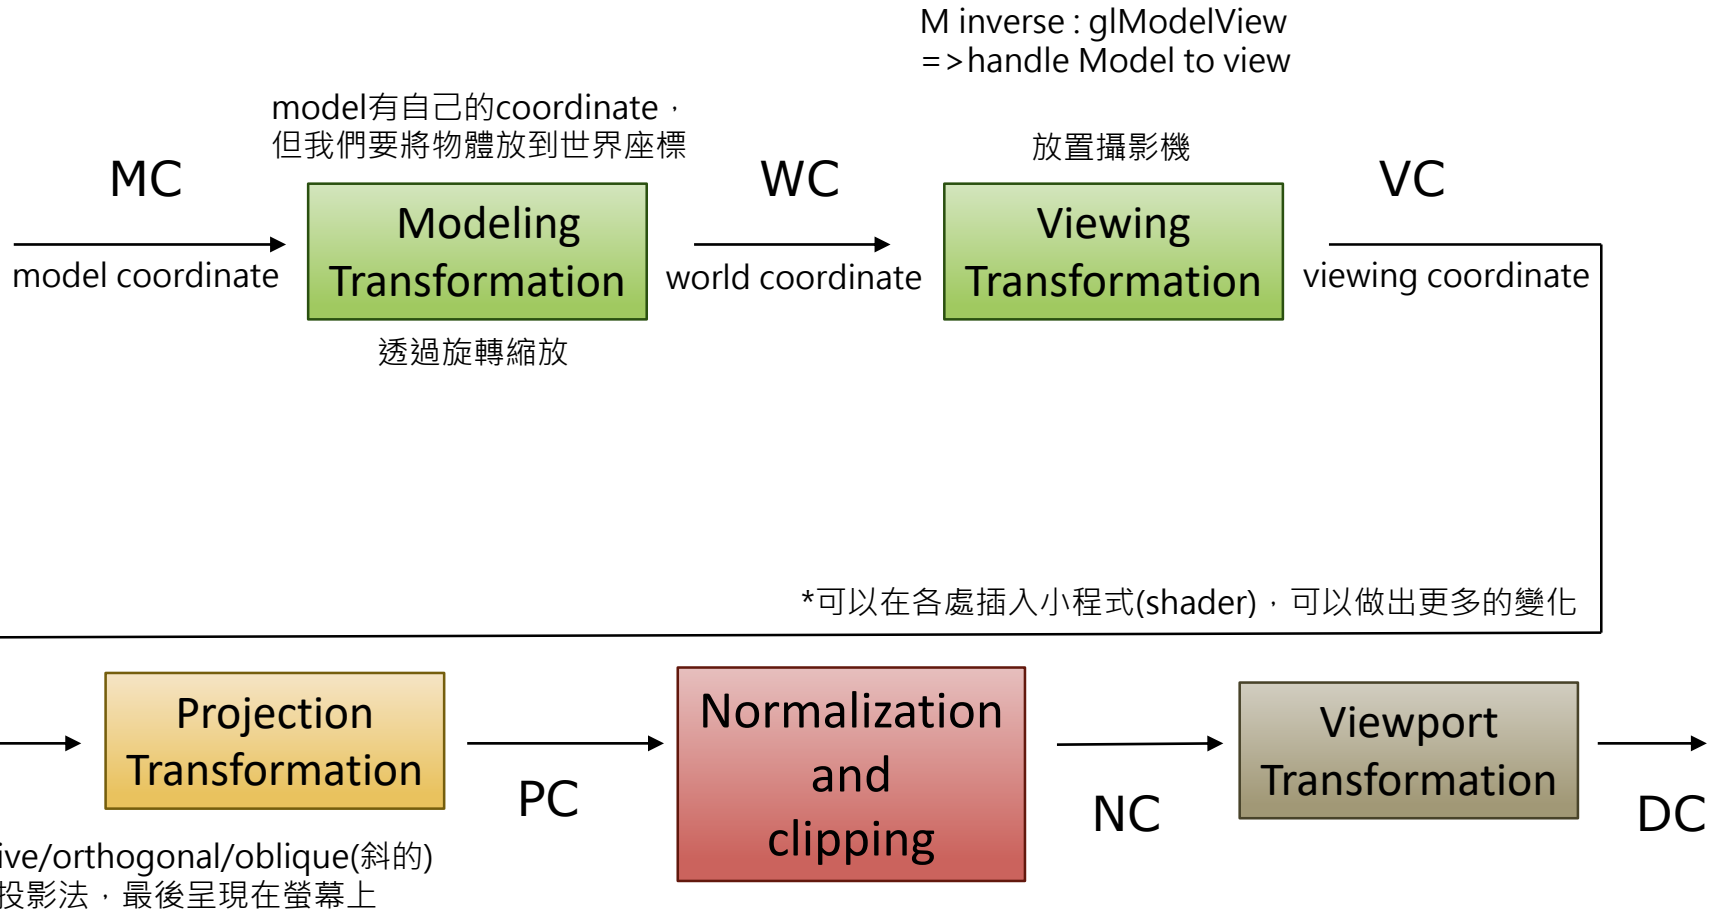 M inverse : glModelView
=>handle Model to view
model有自己的coordinate，
但我們要將物體放到世界座標
放置攝影機
MC
WC
VC
Modeling
Transformation
Viewing
Transformation
model coordinate
world coordinate
viewing coordinate
透過旋轉縮放
*可以在各處插入小程式(shader)，可以做出更多的變化
Projection
Transformation
PC
Normalization
and
clipping
NC
Viewport
Transformation
DC
ive/orthogonal/oblique(斜的)
投影法，最後呈現在螢幕上